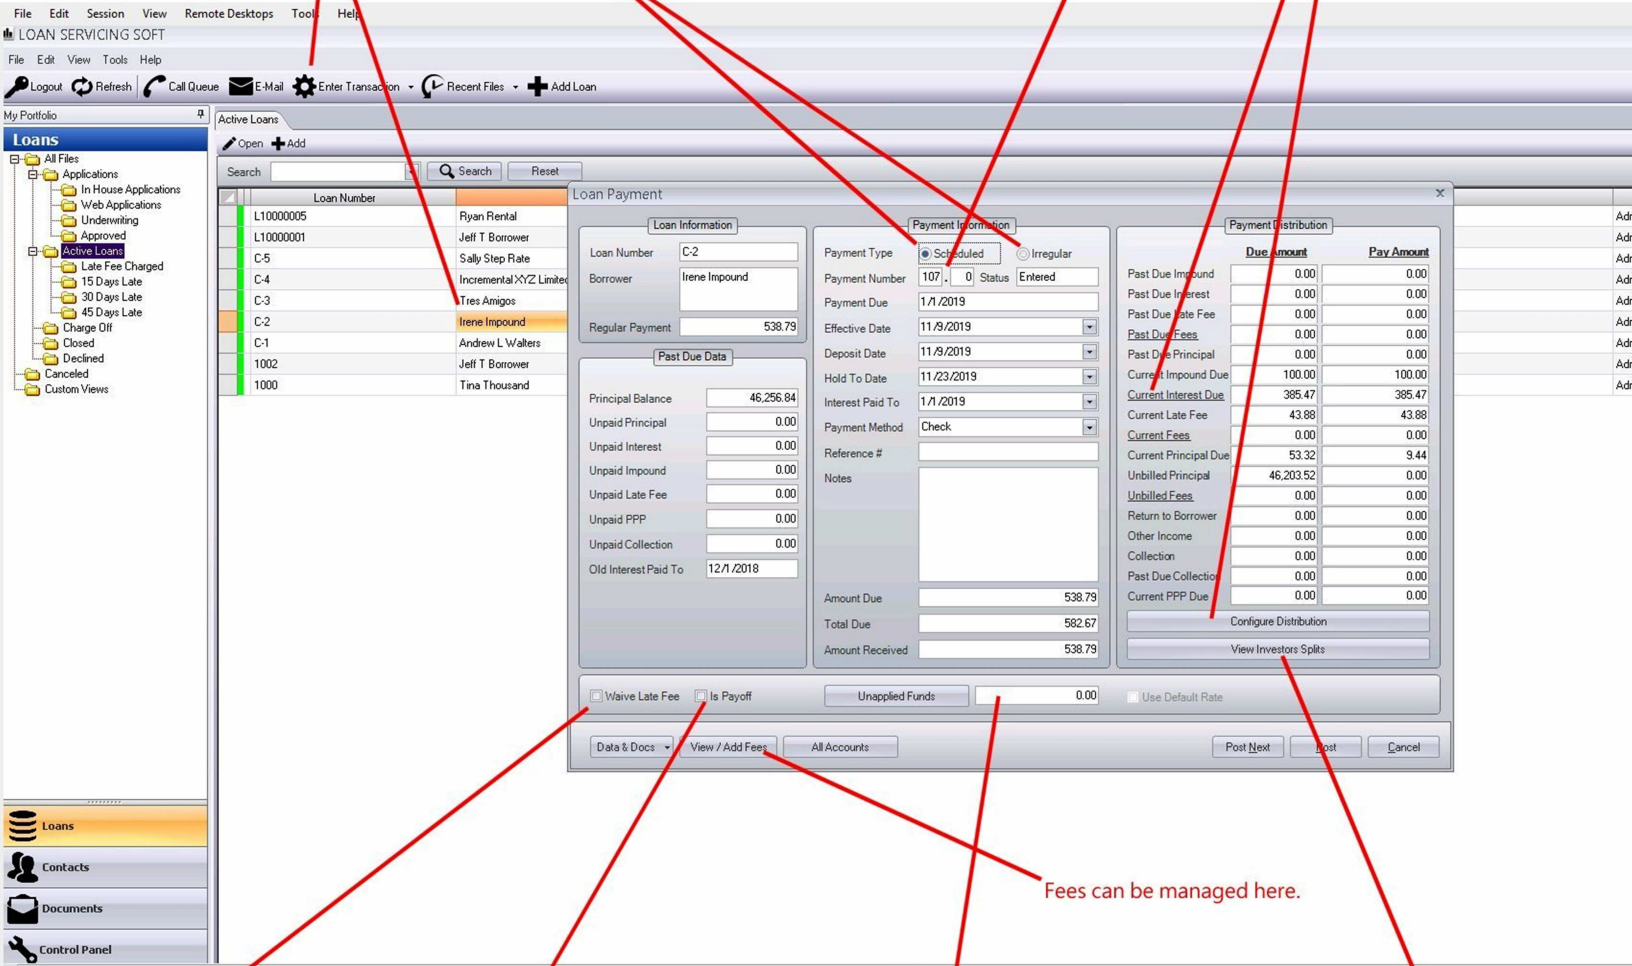 File Edit Session View Remote Desktops Tools Help
LOAN SERVICING SOFT
File Edit View Tools Help
Logout Refresh Call Queue E-Mail Enter Transaction Recent Files Add Loan
My Portfolio
Loans
All Files
Applications
In House Applications
Web Applications
Underwriting
Approved
Active Loans
Late Fee Charged
15 Days Late
30 Days Late
45 Days Late
Charge Off
Closed
Declined
Canceled
Custom Views
Loans
Contacts
Documents
Control Panel
Active Loans
Open Add
Search Search Reset
Loan Number
L10000005 Ryan Rental
L10000001 Jeff T Borrower
C-5 Sally Step Rate
C-4 Incremental XYZ Limited
C-3 Tres Amigos
C-2 Irene Impound
C-1 Andrew L Walters
1002 Jeff T Borrower
1000 Tina Thousand
Loan Payment x
Loan Information
Loan Number C-2
Borrower Irene Impound
Regular Payment 538.79
Past Due Data
Principal Balance 46,256.84
Unpaid Principal 0.00
Unpaid Interest 0.00
Unpaid Impound 0.00
Unpaid Late Fee 0.00
Unpaid PPP 0.00
Unpaid Collection 0.00
Old Interest Paid To 12/1/2018
Payment Information
Payment Type Scheduled Irregular
Payment Number 107 . 0 Status Entered
Payment Due 1/1/2019
Effective Date 11/9/2019
Deposit Date 11/9/2019
Hold To Date 11/23/2019
Interest Paid To 1/1/2019
Payment Method Check
Reference #
Notes
Amount Due 538.79
Total Due 582.67
Amount Received 538.79
Payment Distribution
Due Amount Pay Amount
Past Due Impound 0.00 0.00
Past Due Interest 0.00 0.00
Past Due Late Fee 0.00 0.00
Past Due Fees 0.00 0.00
Past Due Principal 0.00 0.00
Current Impound Due 100.00 100.00
Current Interest Due 385.47 385.47
Current Late Fee 43.88 43.88
Current Fees 0.00 0.00
Current Principal Due 53.32 9.44
Unbilled Principal 46,203.52 0.00
Unbilled Fees 0.00 0.00
Return to Borrower 0.00 0.00
Other Income 0.00 0.00
Collection 0.00 0.00
Past Due Collection 0.00 0.00
Current PPP Due 0.00 0.00
Configure Distribution
View Investors Splits
Waive Late Fee Is Payoff Unapplied Funds 0.00 Use Default Rate
Data & Docs View / Add Fees All Accounts Post Next Post Cancel
Adr
Adr
Adr
Adr
Adr
Adr
Adr
Adr
Adr
Fees can be managed here.